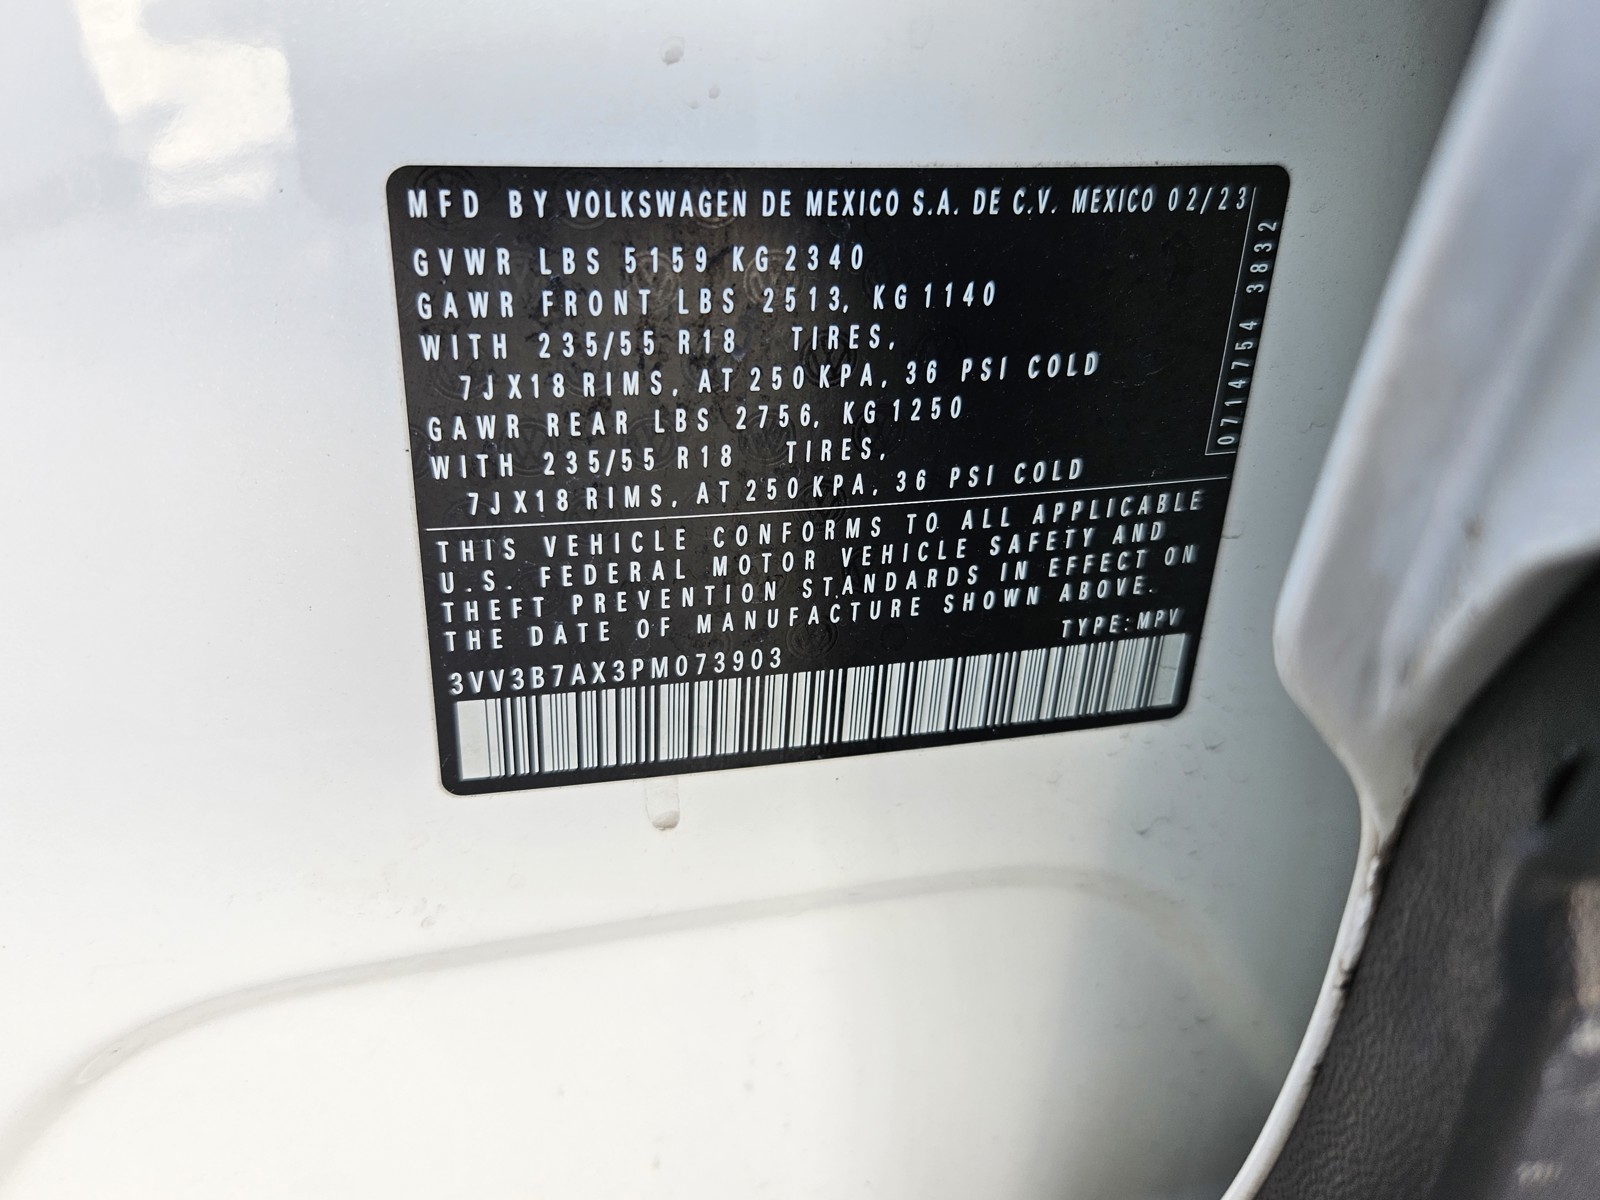 MFD BY VOLKSWAGEN DE MEXICO S.A. DE C.V. MEXICO 02/23
GVWR LBS 5159 KG 2340
GAWR FRONT LBS 2513, KG 1140
WITH 235/55 R18 TIRES,
7JX18 RIMS, AT 250 KPA, 36 PSI COLD
GAWR REAR LBS 2756, KG 1250
WITH 235/55 R18 TIRES,
7JX18 RIMS, AT 250 KPA, 36 PSI COLD
07147543832
THIS VEHICLE CONFORMS TO ALL APPLICABLE
U.S. FEDERAL MOTOR VEHICLE SAFETY AND
THEFT PREVENTION STANDARDS IN EFFECT ON
THE DATE OF MANUFACTURE SHOWN ABOVE.
TYPE: MPV
3VV3B7AX3PM073903